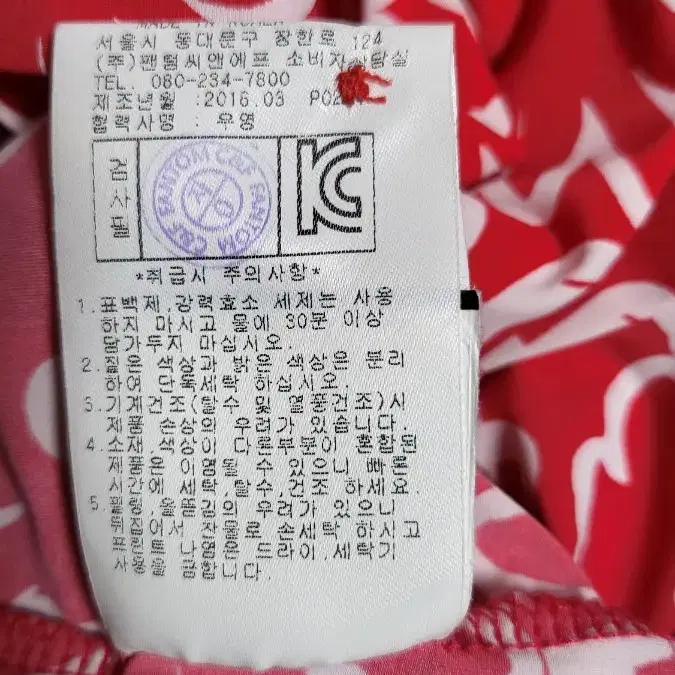 MADE IN KOREA
서울시 동대문구 장한로 124
(주)팬텀씨앤에프 소비자상담실
TEL. 080-234-7800
제조년월 :2016.03
협력사명 : 우영
검사필
FANTOM C&F FANTOM C&F
KC
*취급시 주의사항*
1.표백제,강력효소 세제는 사용
하지 마시고 물에 30분 이상
담가두지 마십시오.
2.짙은 색상과 밝은 색상은 분리
하여 단독세탁 하십시오.
3.기계건조(탈수 및 열풍건조)시
제품 손상의 우려가 있습니다.
4.소재 색상이 다른부분이 혼합된
제품은 이염될 수 있으니 빠른
시간에 세탁,탈수,건조 하세요.
5.필링,올뜯김의 우려가 있으니
뒤집어서 찬물로 손세탁 하시고
프린트 나염은 드라이,세탁기
사용을 금합니다.